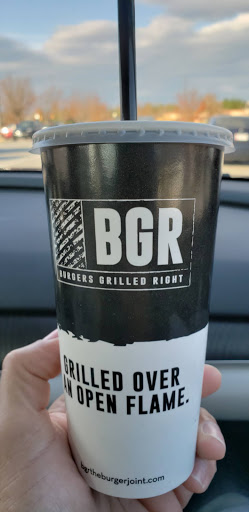 BGR
BURGERS GRILLED RIGHT
GRILLED OVER
AN OPEN FLAME.
bgrtheburgerjoint.com